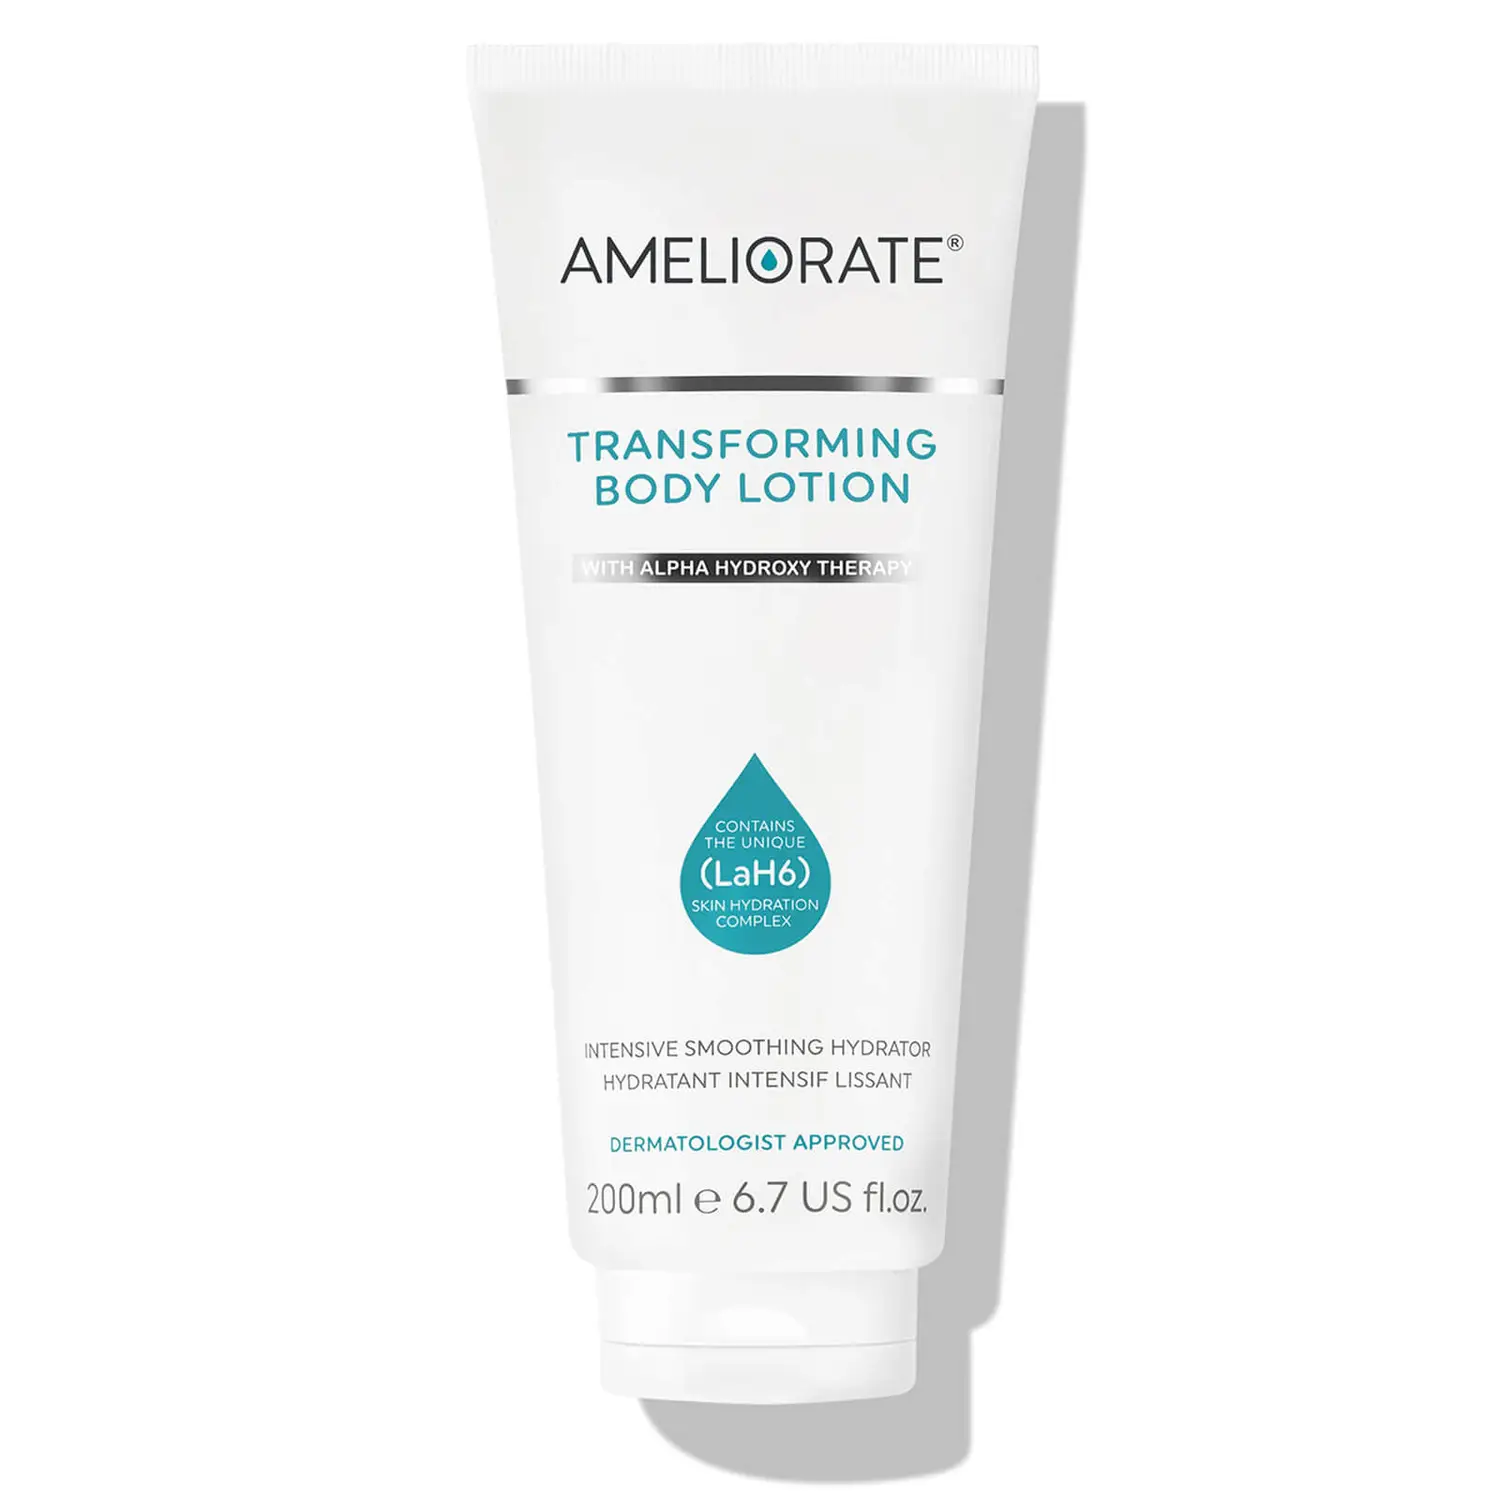 AMELIORATE®
TRANSFORMING
BODY LOTION
WITH ALPHA HYDROXY THERAPY
CONTAINS
THE UNIQUE
(LaH6)
SKIN HYDRATION
COMPLEX
INTENSIVE SMOOTHING HYDRATOR
HYDRATANT INTENSIF LISSANT
DERMATOLOGIST APPROVED
200ml ℮ 6.7 US fl.oz.